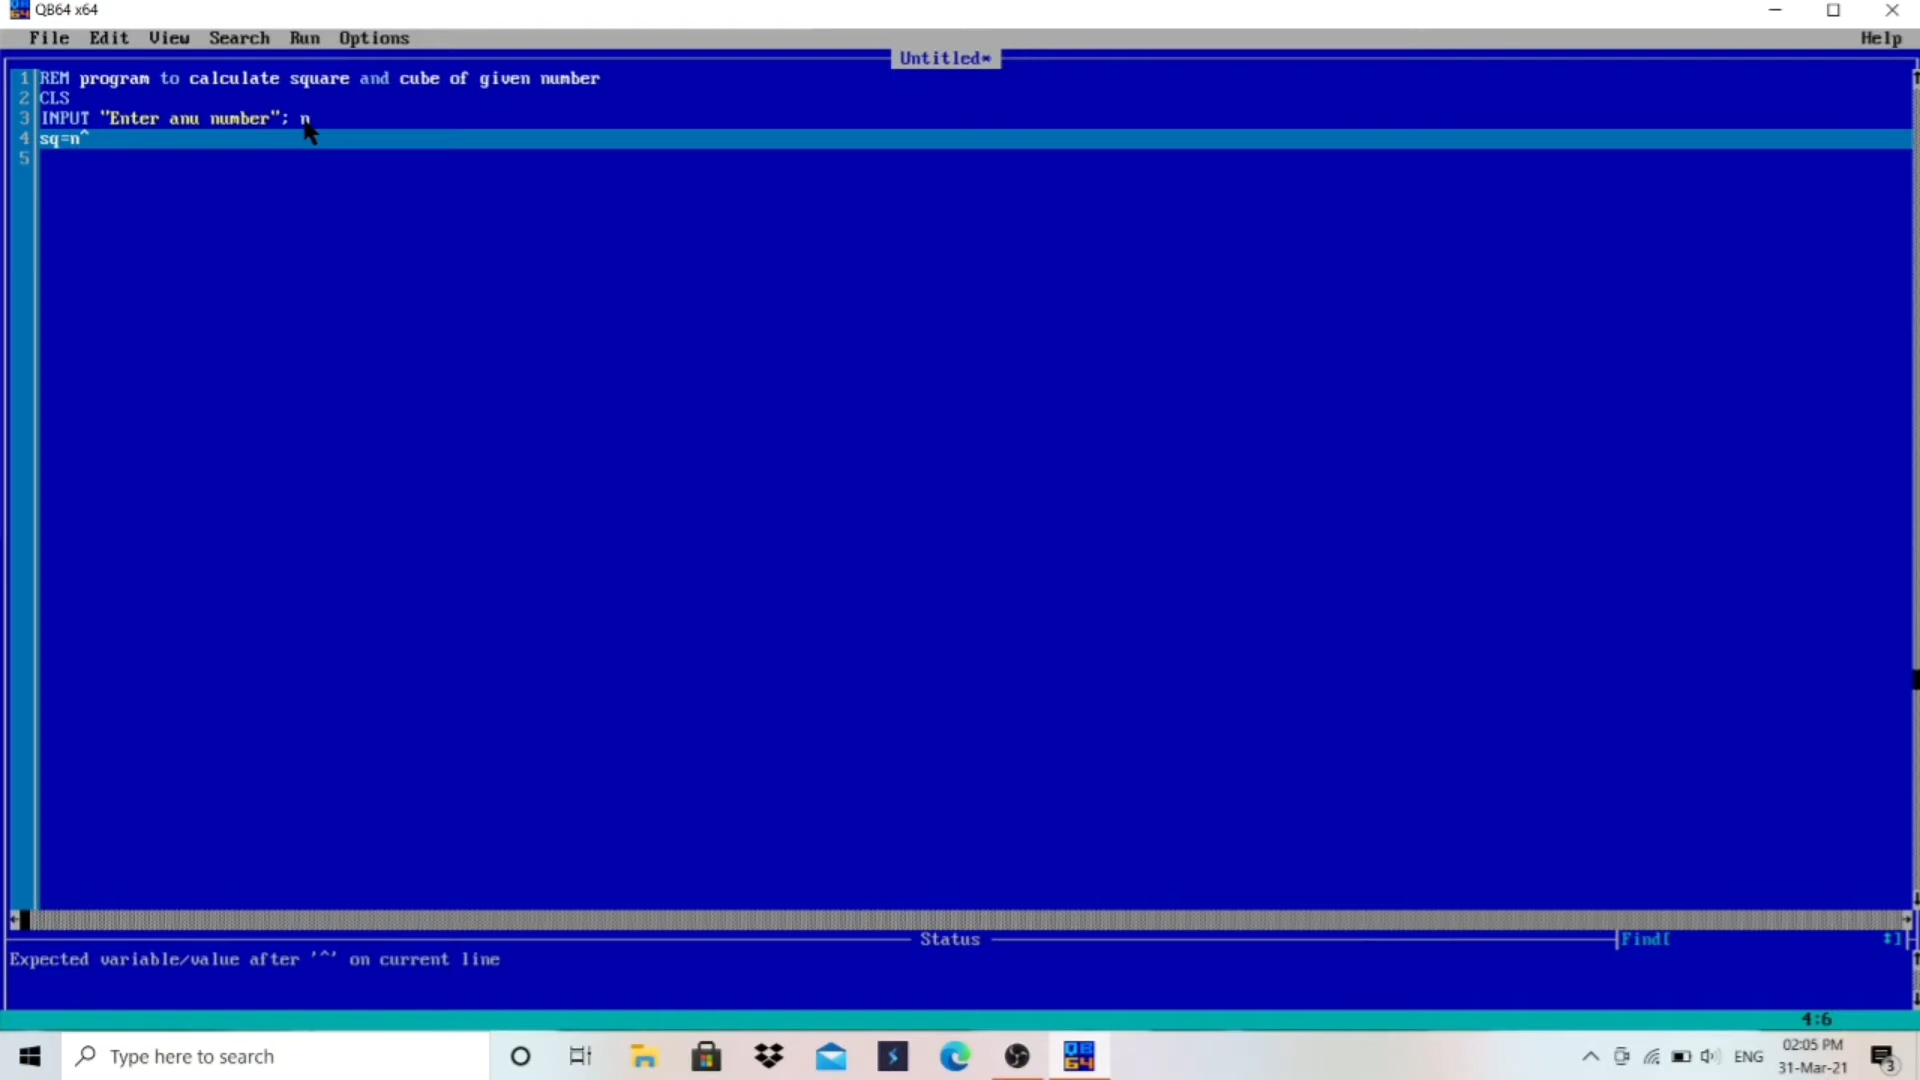 QB64 x64
File Edit View Search Run Options Help
Untitled*
1 REM program to calculate square and cube of given number
2 CLS
3 INPUT "Enter anu number"; n
4 sq=n^
5
Status
Find[ ]
Expected variable/value after '^' on current line
4:6
Type here to search
ENG
02:05 PM
31-Mar-21
3